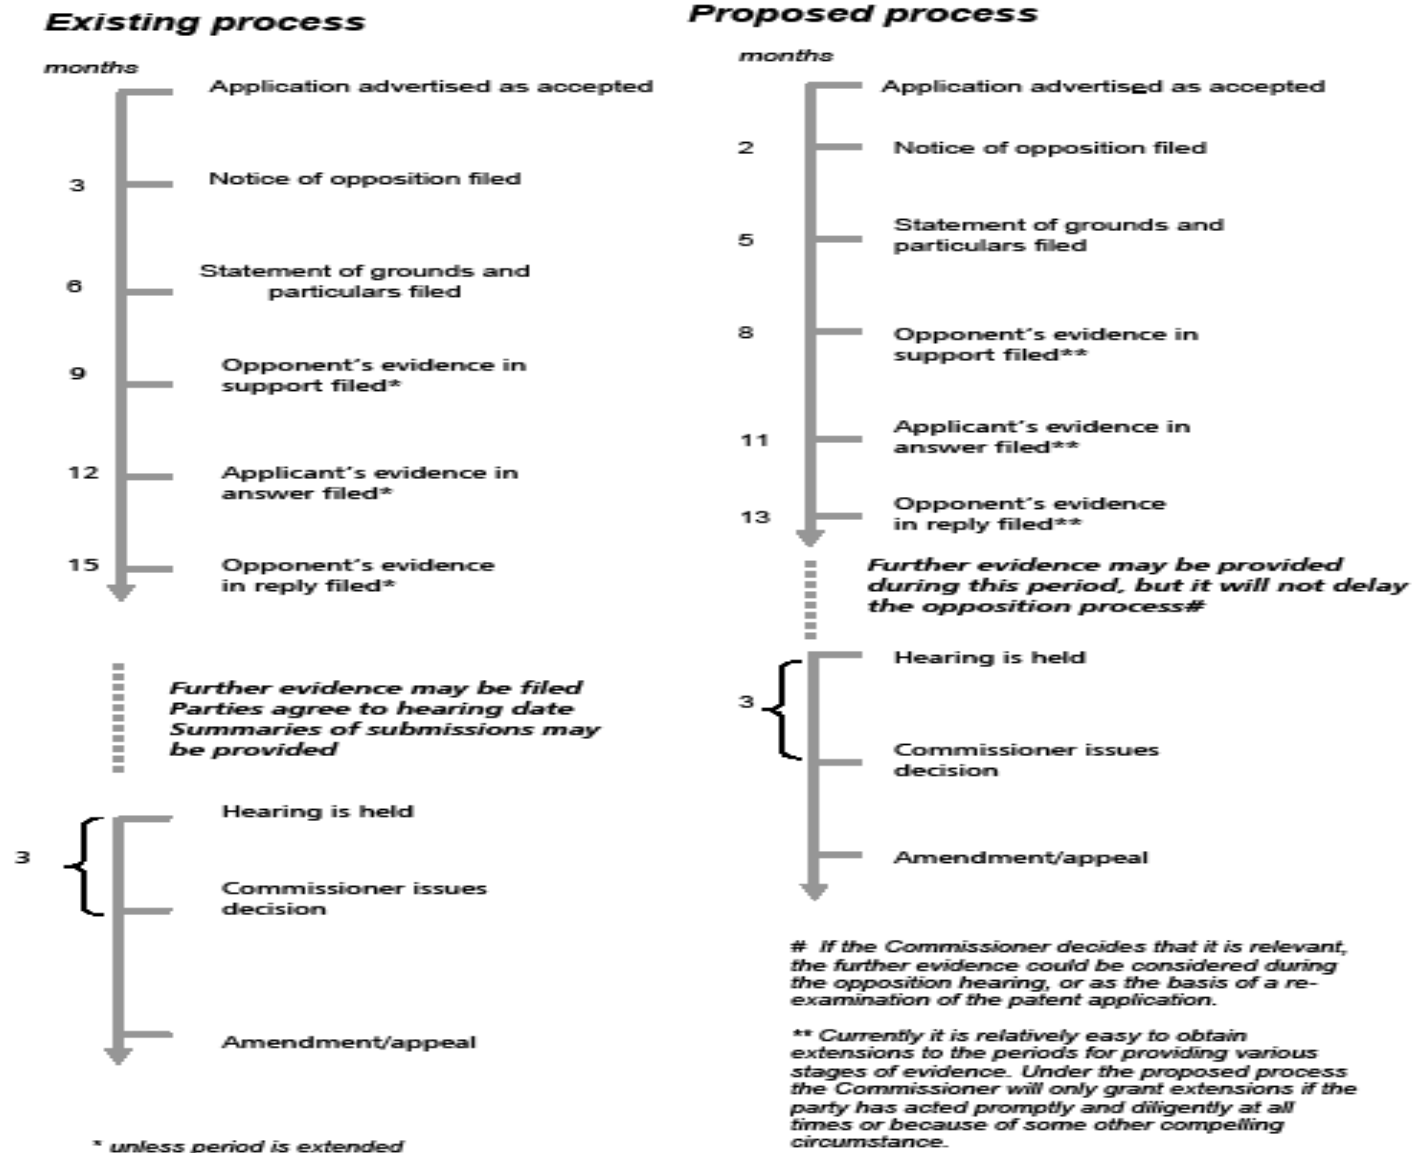 Existing process
months
Application advertised as accepted
3
Notice of opposition filed
6
Statement of grounds and
particulars filed
9
Opponent's evidence in
support filed*
12
Applicant's evidence in
answer filed*
15
Opponent's evidence
in reply filed*
Further evidence may be filed
Parties agree to hearing date
Summaries of submissions may
be provided
Hearing is held
3
Commissioner issues
decision
Amendment/appeal
* unless period is extended
Proposed process
months
Application advertised as accepted
2
Notice of opposition filed
5
Statement of grounds and
particulars filed
8
Opponent's evidence in
support filed**
11
Applicant's evidence in
answer filed**
13
Opponent's evidence
in reply filed**
Further evidence may be provided
during this period, but it will not delay
the opposition process#
Hearing is held
3
Commissioner issues
decision
Amendment/appeal
# If the Commissioner decides that it is relevant,
the further evidence could be considered during
the opposition hearing, or as the basis of a re-
examination of the patent application.
** Currently it is relatively easy to obtain
extensions to the periods for providing various
stages of evidence. Under the proposed process
the Commissioner will only grant extensions if the
party has acted promptly and diligently at all
times or because of some other compelling
circumstance.